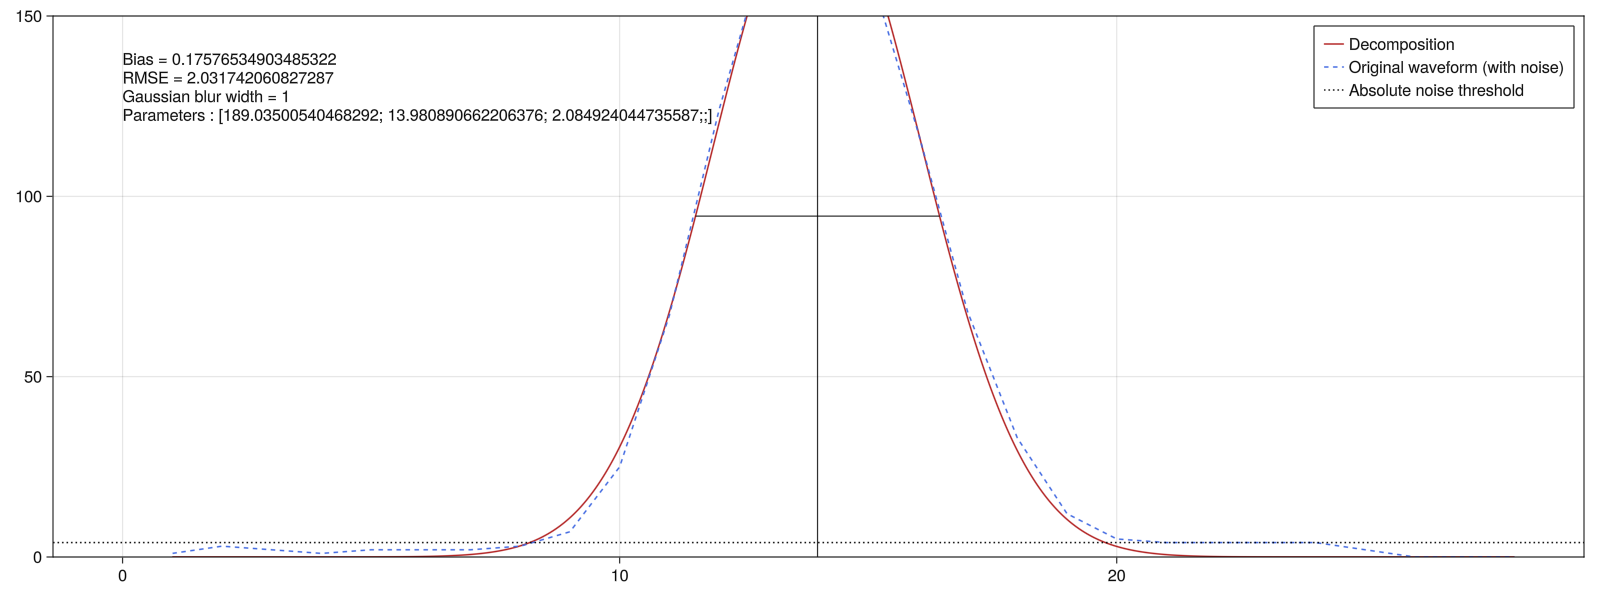 150
100
50
0
Bias = 0.17576534903485322
RMSE = 2.031742060827287
Gaussian blur width = 1
Parameters : [189.03500540468292; 13.980890662206376; 2.084924044735587;;]
Decomposition
Original waveform (with noise)
Absolute noise threshold
0
10
20